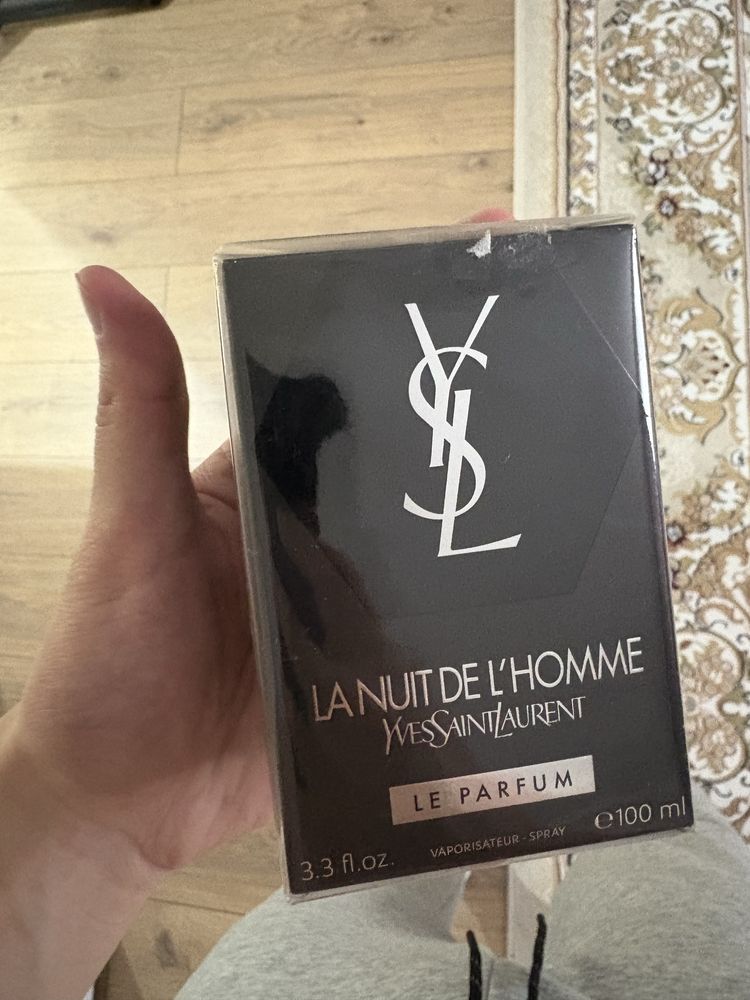 YSL
LA NUIT DE L'HOMME
YVESSAINTLAURENT
LE PARFUM
3.3 fl.oz. VAPORISATEUR - SPRAY ℮100 ml